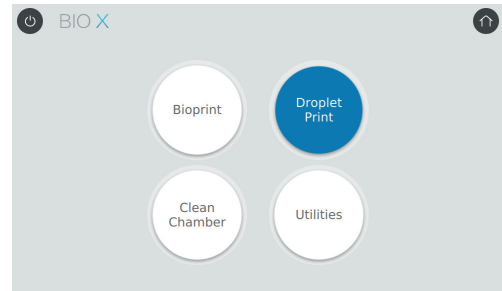 BIO X
Bioprint
Droplet
Print
Clean
Chamber
Utilities